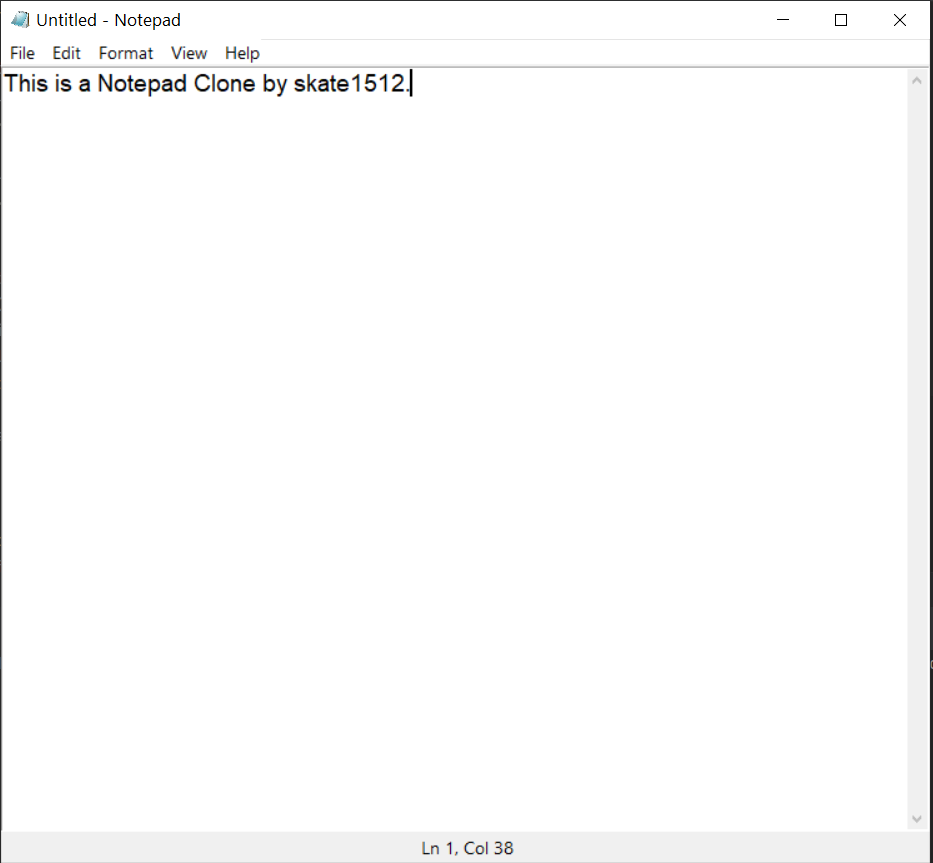 Untitled - Notepad
File Edit Format View Help
This is a Notepad Clone by skate1512.
Ln 1, Col 38